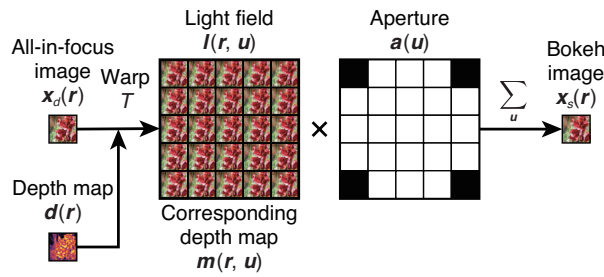 All-in-focus
image
x_d(r)
Warp
T
Depth map
d(r)
Light field
l(r, u)
Corresponding
depth map
m(r, u)
×
Aperture
a(u)
∑
u
Bokeh
image
x_s(r)